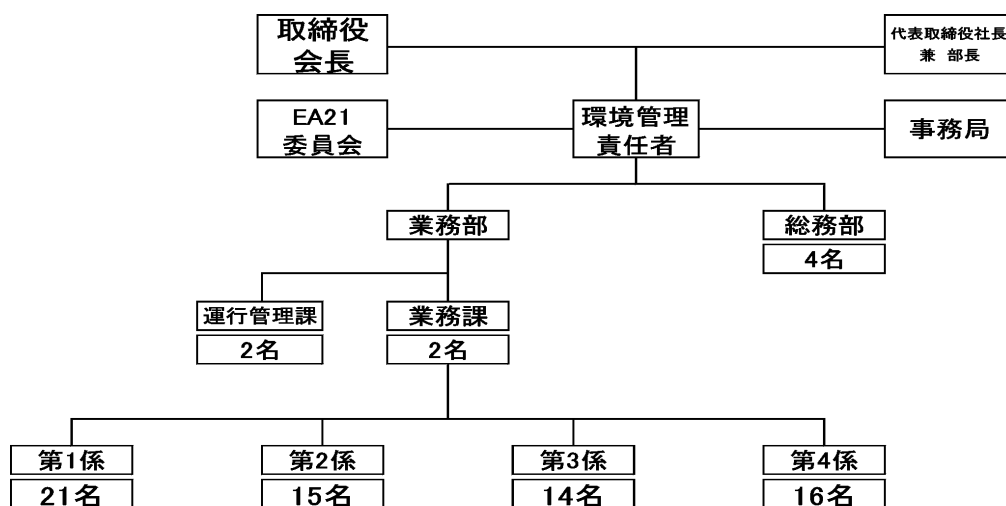 取締役
会長
代表取締役社長
兼 部長
EA21
委員会
環境管理
責任者
事務局
業務部
総務部
4名
運行管理課
業務課
2名
2名
第1係
第2係
第3係
第4係
21名
15名
14名
16名